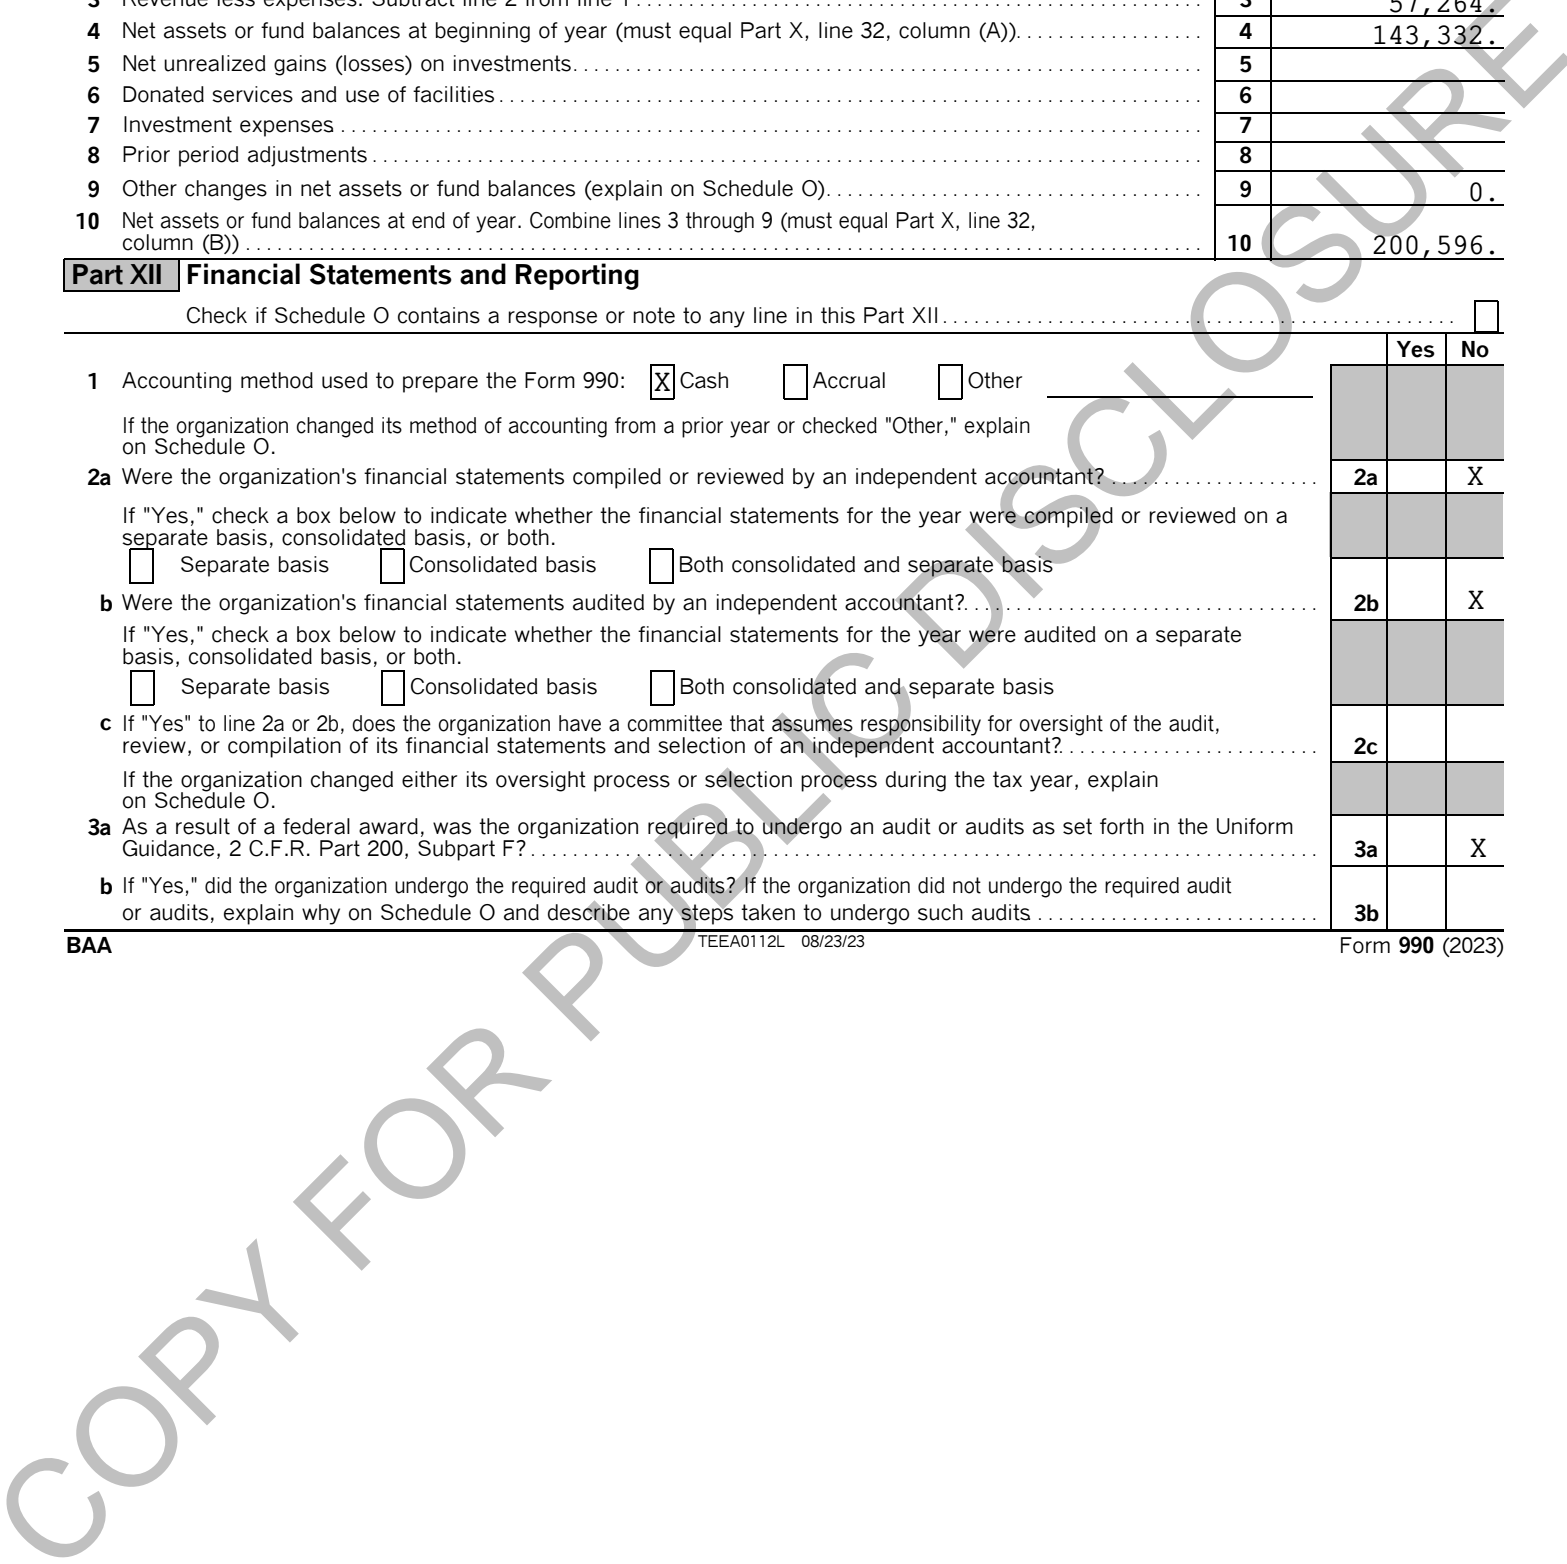 3 Revenue less expenses. Subtract line 2 from line 1 3 57,264.
4 Net assets or fund balances at beginning of year (must equal Part X, line 32, column (A)) 4 143,332.
5 Net unrealized gains (losses) on investments 5
6 Donated services and use of facilities 6
7 Investment expenses 7
8 Prior period adjustments 8
9 Other changes in net assets or fund balances (explain on Schedule O) 9 0.
10 Net assets or fund balances at end of year. Combine lines 3 through 9 (must equal Part X, line 32,
column (B)) 10 200,596.
Part XII Financial Statements and Reporting
Check if Schedule O contains a response or note to any line in this Part XII
Yes No
1 Accounting method used to prepare the Form 990: X Cash Accrual Other
If the organization changed its method of accounting from a prior year or checked "Other," explain
on Schedule O.
2a Were the organization's financial statements compiled or reviewed by an independent accountant? 2a X
If "Yes," check a box below to indicate whether the financial statements for the year were compiled or reviewed on a
separate basis, consolidated basis, or both.
Separate basis Consolidated basis Both consolidated and separate basis
b Were the organization's financial statements audited by an independent accountant? 2b X
If "Yes," check a box below to indicate whether the financial statements for the year were audited on a separate
basis, consolidated basis, or both.
Separate basis Consolidated basis Both consolidated and separate basis
c If "Yes" to line 2a or 2b, does the organization have a committee that assumes responsibility for oversight of the audit,
review, or compilation of its financial statements and selection of an independent accountant? 2c
If the organization changed either its oversight process or selection process during the tax year, explain
on Schedule O.
3a As a result of a federal award, was the organization required to undergo an audit or audits as set forth in the Uniform
Guidance, 2 C.F.R. Part 200, Subpart F? 3a X
b If "Yes," did the organization undergo the required audit or audits? If the organization did not undergo the required audit
or audits, explain why on Schedule O and describe any steps taken to undergo such audits 3b
BAA TEEA0112L 08/23/23 Form 990 (2023)
COPY FOR PUBLIC DISCLOSURE